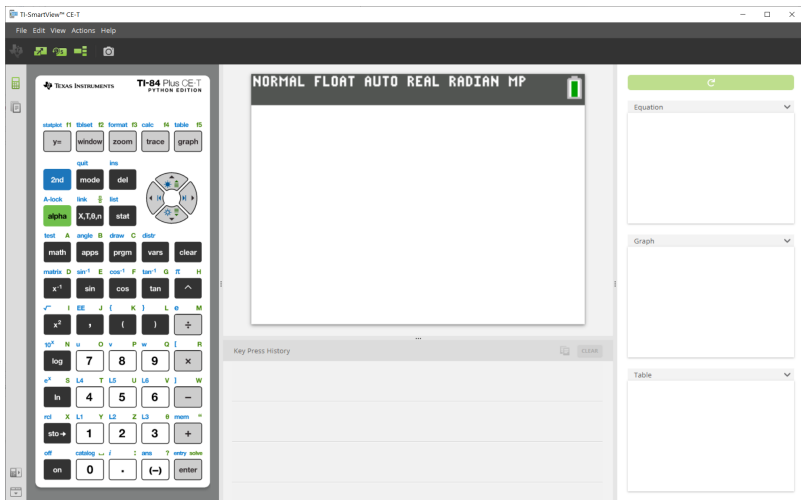 TI-SmartView™ CE-T
File Edit View Actions Help
TEXAS INSTRUMENTS TI-84 Plus CE-T
PYTHON EDITION
statplot f1 tblset f2 format f3 calc f4 table f5
y= window zoom trace graph
quit ins
2nd mode del
A-lock link list
alpha X,T,θ,n stat
test A angle B draw C distr
math apps prgm vars clear
matrix D sin⁻¹ E cos⁻¹ F tan⁻¹ G π H
x⁻¹ sin cos tan ^
√ I EE J { K } L e M
x² , ( ) ÷
10ˣ N u O v P w Q [ R
log 7 8 9 ×
eˣ S L4 T L5 U L6 V ] W
ln 4 5 6 −
rcl X L1 Y L2 Z L3 θ mem "
sto→ 1 2 3 +
off catalog i : ans ? entry solve
on 0 . (–) enter
NORMAL FLOAT AUTO REAL RADIAN MP
Key Press History CLEAR
Equation
Graph
Table